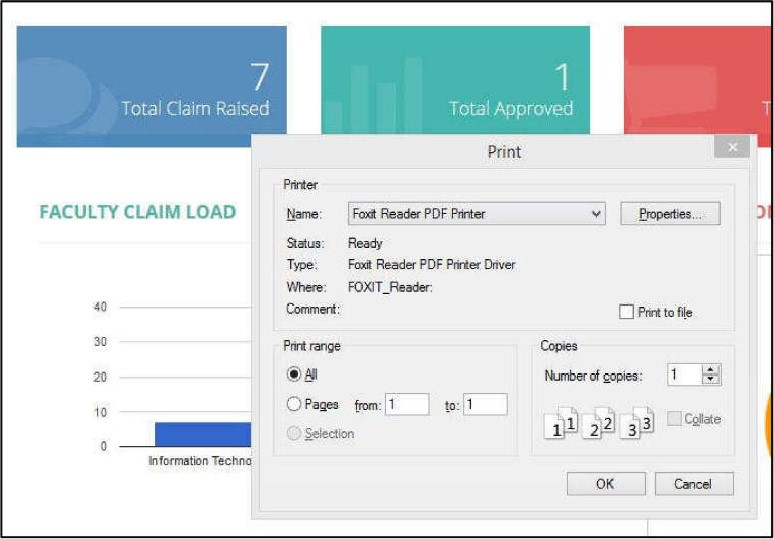 7
Total Claim Raised
1
Total Approved
Print
Printer
FACULTY CLAIM LOAD
Name: Foxit Reader PDF Printer Properties...
Status: Ready
Type: Foxit Reader PDF Printer Driver
Where: FOXIT_Reader:
Comment:
Print to file
40
30
20
10
0
Information Techno
Print range
All
Pages from: 1 to: 1
Selection
Copies
Number of copies: 1
1 1 2 2 3 3
Collate
OK Cancel